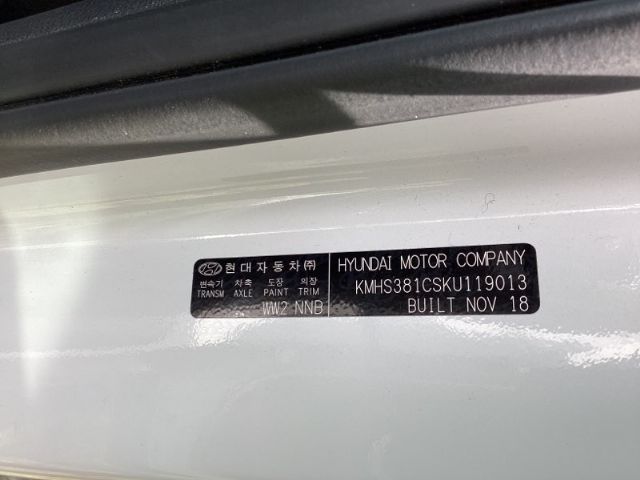 현대자동차㈜
변속기 차축 도장 의장
TRANSM AXLE PAINT TRIM
WW2 NNB
HYUNDAI MOTOR COMPANY
KMHS381CSKU119013
BUILT NOV 18